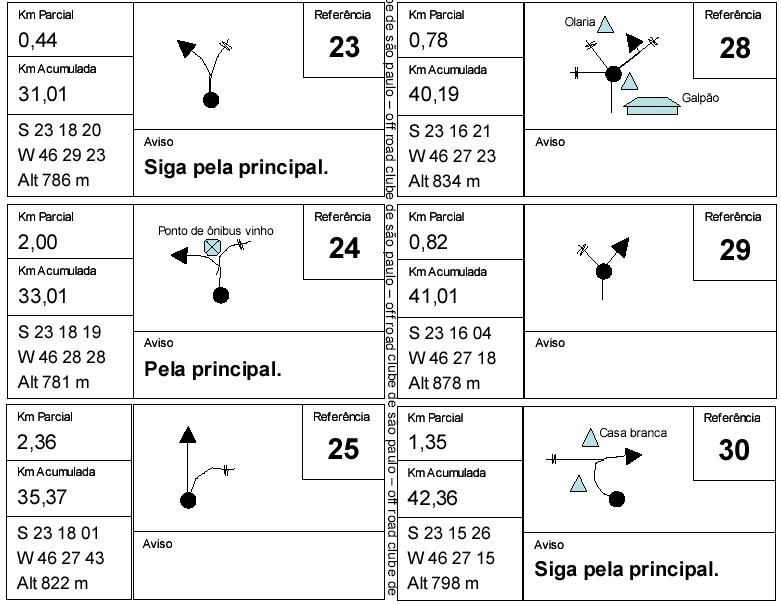 Km Parcial
0,44
Km Acumulada
31,01
S 23 18 20
W 46 29 23
Alt 786 m
Referência
23
Aviso
Siga pela principal.
Km Parcial
2,00
Km Acumulada
33,01
S 23 18 19
W 46 28 28
Alt 781 m
Ponto de ônibus vinho
Referência
24
Aviso
Pela principal.
Km Parcial
2,36
Km Acumulada
35,37
S 23 18 01
W 46 27 43
Alt 822 m
Referência
25
Aviso
de são paulo – off road clube de são paulo – off road clube de são paulo – off road clube de
Km Parcial
0,78
Km Acumulada
40,19
S 23 16 21
W 46 27 23
Alt 834 m
Olaria
Galpão
Referência
28
Aviso
Km Parcial
0,82
Km Acumulada
41,01
S 23 16 04
W 46 27 18
Alt 878 m
Referência
29
Aviso
Km Parcial
1,35
Km Acumulada
42,36
S 23 15 26
W 46 27 15
Alt 798 m
Casa branca
Referência
30
Aviso
Siga pela principal.